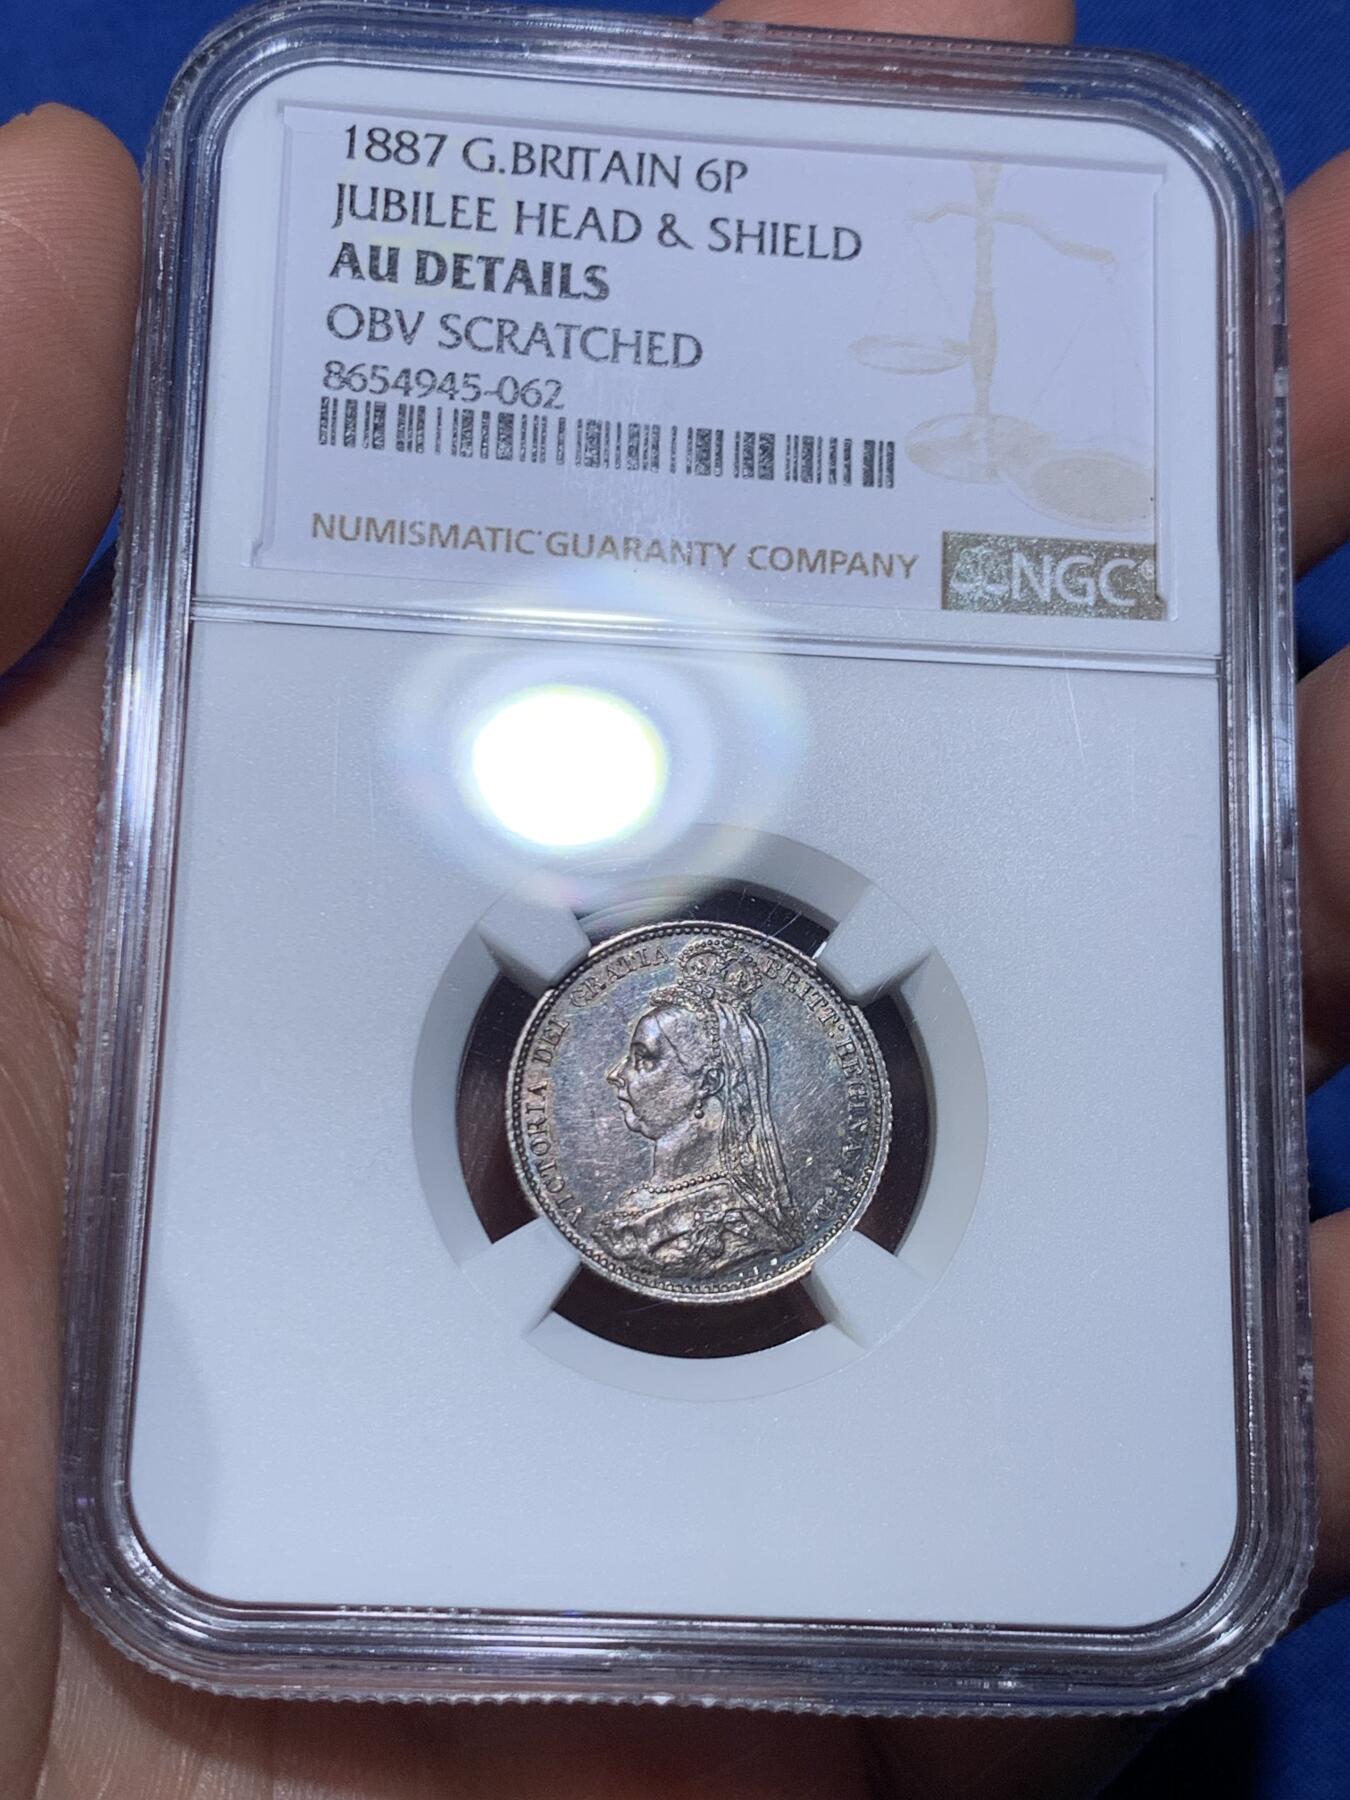 1887 G.BRITAIN 6P
JUBILEE HEAD & SHIELD
AU DETAILS
OBV SCRATCHED
8654945-062
NUMISMATIC GUARANTY COMPANY
NGC
VICTORIA DEI GRATIA BRITT: REGINA F:D: